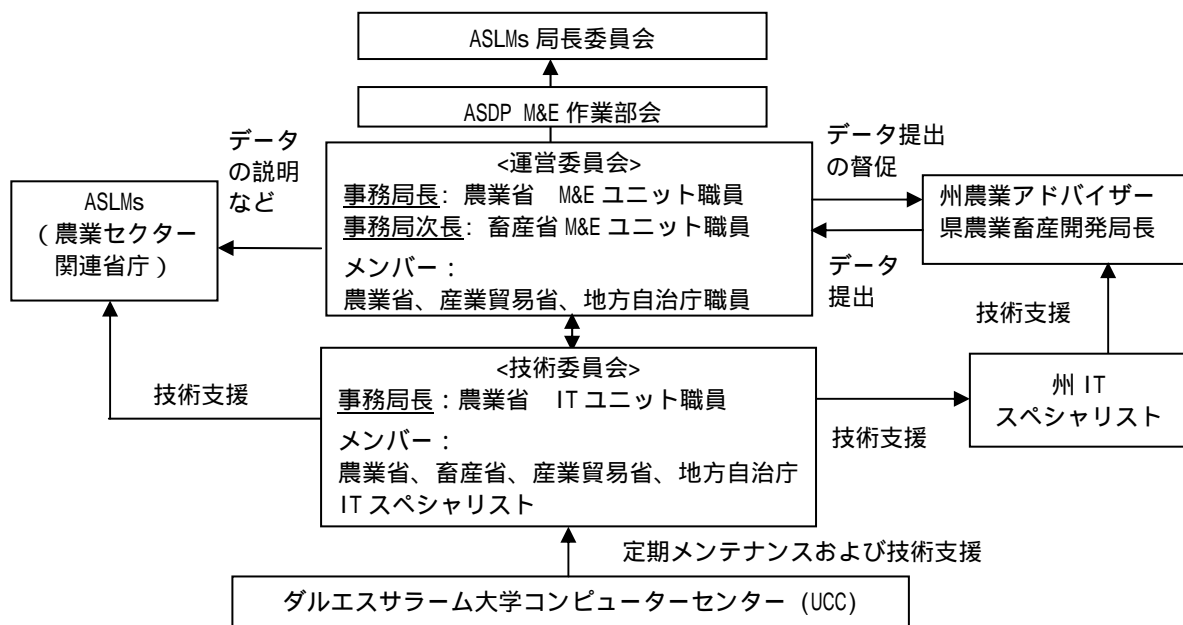 ASLMs 局長委員会
ASDP M&E 作業部会
データ
の説明
など
データ提出
の督促
<運営委員会>
事務局長: 農業省 M&E ユニット職員
事務局次長: 畜産省 M&E ユニット職員
メンバー:
農業省、産業貿易省、地方自治庁職員
ASLMs
(農業セクター
関連省庁)
州農業アドバイザー
県農業畜産開発局長
データ
提出
技術支援
<技術委員会>
事務局長:農業省 IT ユニット職員
メンバー:
農業省、畜産省、産業貿易省、地方自治庁
IT スペシャリスト
技術支援
技術支援
州 IT
スペシャリスト
定期メンテナンスおよび技術支援
ダルエスサラーム大学コンピューターセンター (UCC)